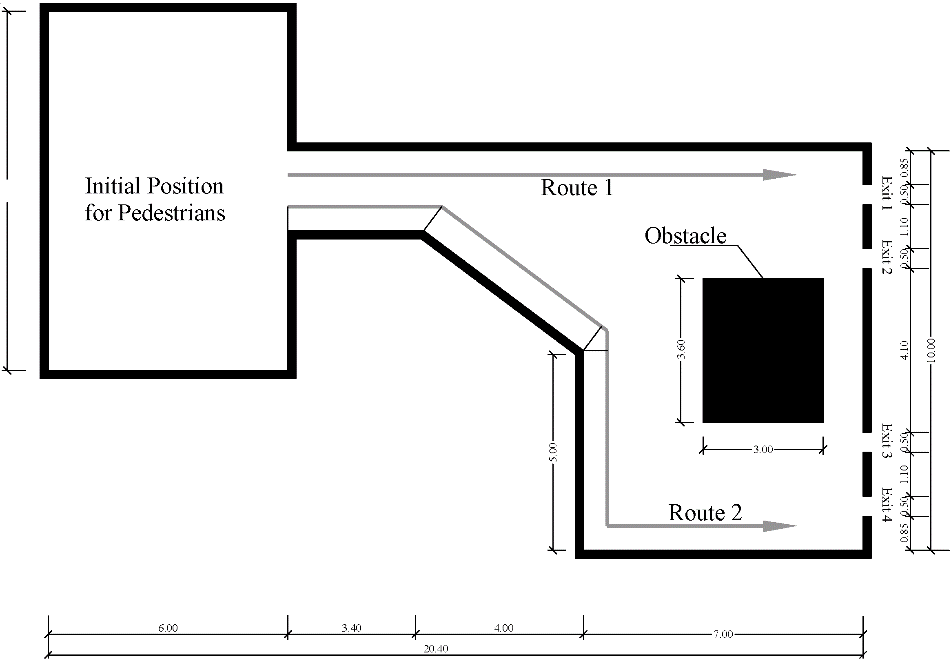 Initial Position
for Pedestrians
Route 1
Obstacle
3.60
3.00
Route 2
5.00
Exit 1
Exit 2
Exit 3
Exit 4
0.85
0.50
1.10
0.50
4.10
0.50
1.10
0.50
0.85
10.00
6.00
3.40
4.00
7.00
20.40